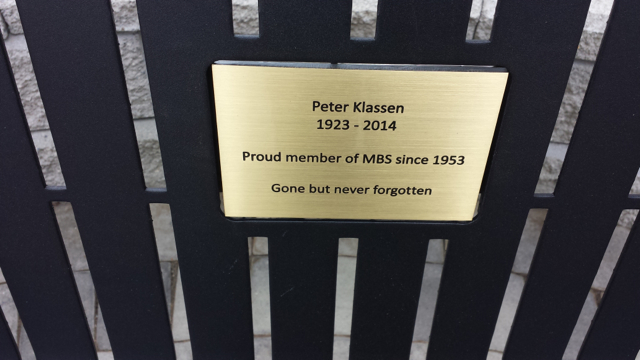 Peter Klassen
1923 - 2014
Proud member of MBS since 1953
Gone but never forgotten